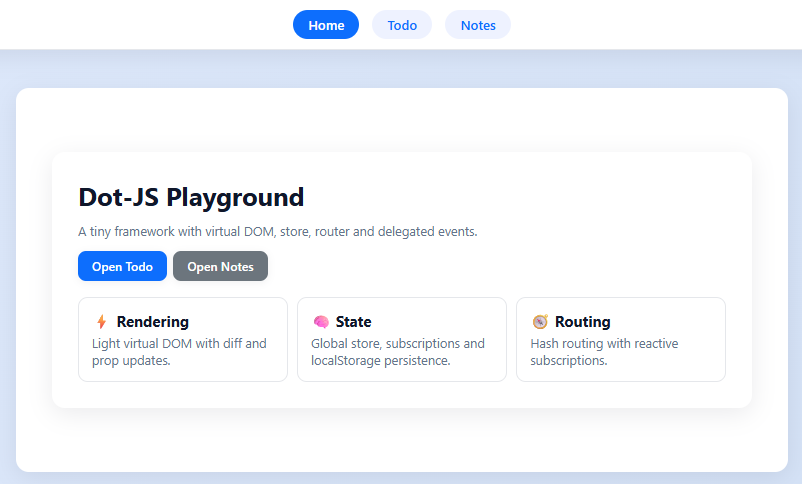 Home Todo Notes
Dot-JS Playground
A tiny framework with virtual DOM, store, router and delegated events.
Open Todo Open Notes
⚡ Rendering
Light virtual DOM with diff and
prop updates.
🧠 State
Global store, subscriptions and
localStorage persistence.
🧭 Routing
Hash routing with reactive
subscriptions.